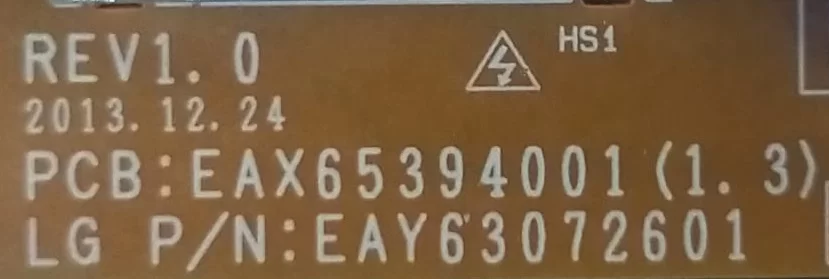 REV1.0
HS1
2013.12.24
PCB:EAX65394001(1.3)
LG P/N:EAY63072601